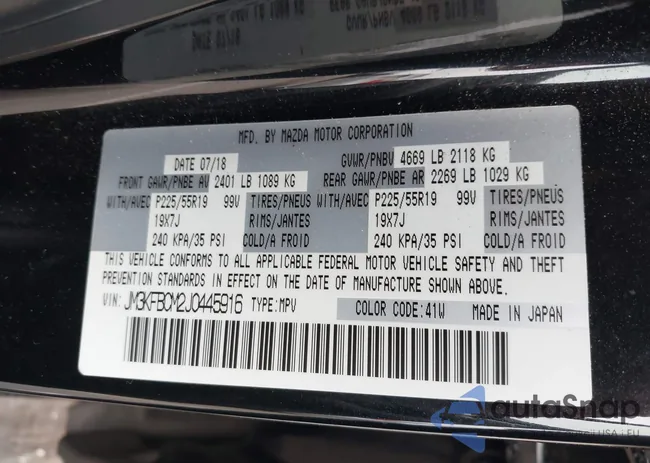 MFD. BY MAZDA MOTOR CORPORATION
DATE 07/18 GVWR/PNBV 4669 LB 2118 KG
FRONT GAWR/PNBE AV 2401 LB 1089 KG REAR GAWR/PNBE AR 2269 LB 1029 KG
WITH/AVEC P225/55R19 99V TIRES/PNEUS WITH/AVEC P225/55R19 99V TIRES/PNEUS
19X7J RIMS/JANTES 19X7J RIMS/JANTES
240 KPA/35 PSI COLD/A FROID 240 KPA/35 PSI COLD/A FROID
THIS VEHICLE CONFORMS TO ALL APPLICABLE FEDERAL MOTOR VEHICLE SAFETY AND THEFT
PREVENTION STANDARDS IN EFFECT ON THE DATE OF MANUFACTURE SHOWN ABOVE.
VIN: JM3KFBCM2J0445916 TYPE:MPV COLOR CODE:41W MADE IN JAPAN
autoSnap
USA | EU